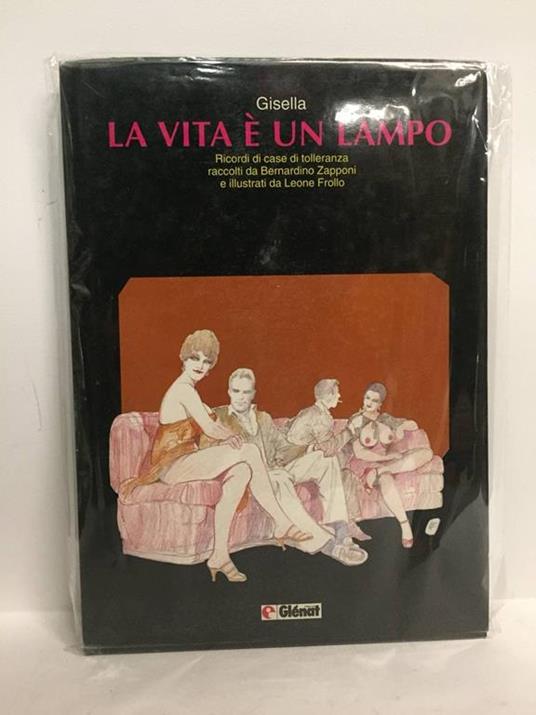 Gisella
LA VITA È UN LAMPO
Ricordi di case di tolleranza
raccolti da Bernardino Zapponi
e illustrati da Leone Frollo
Glénat